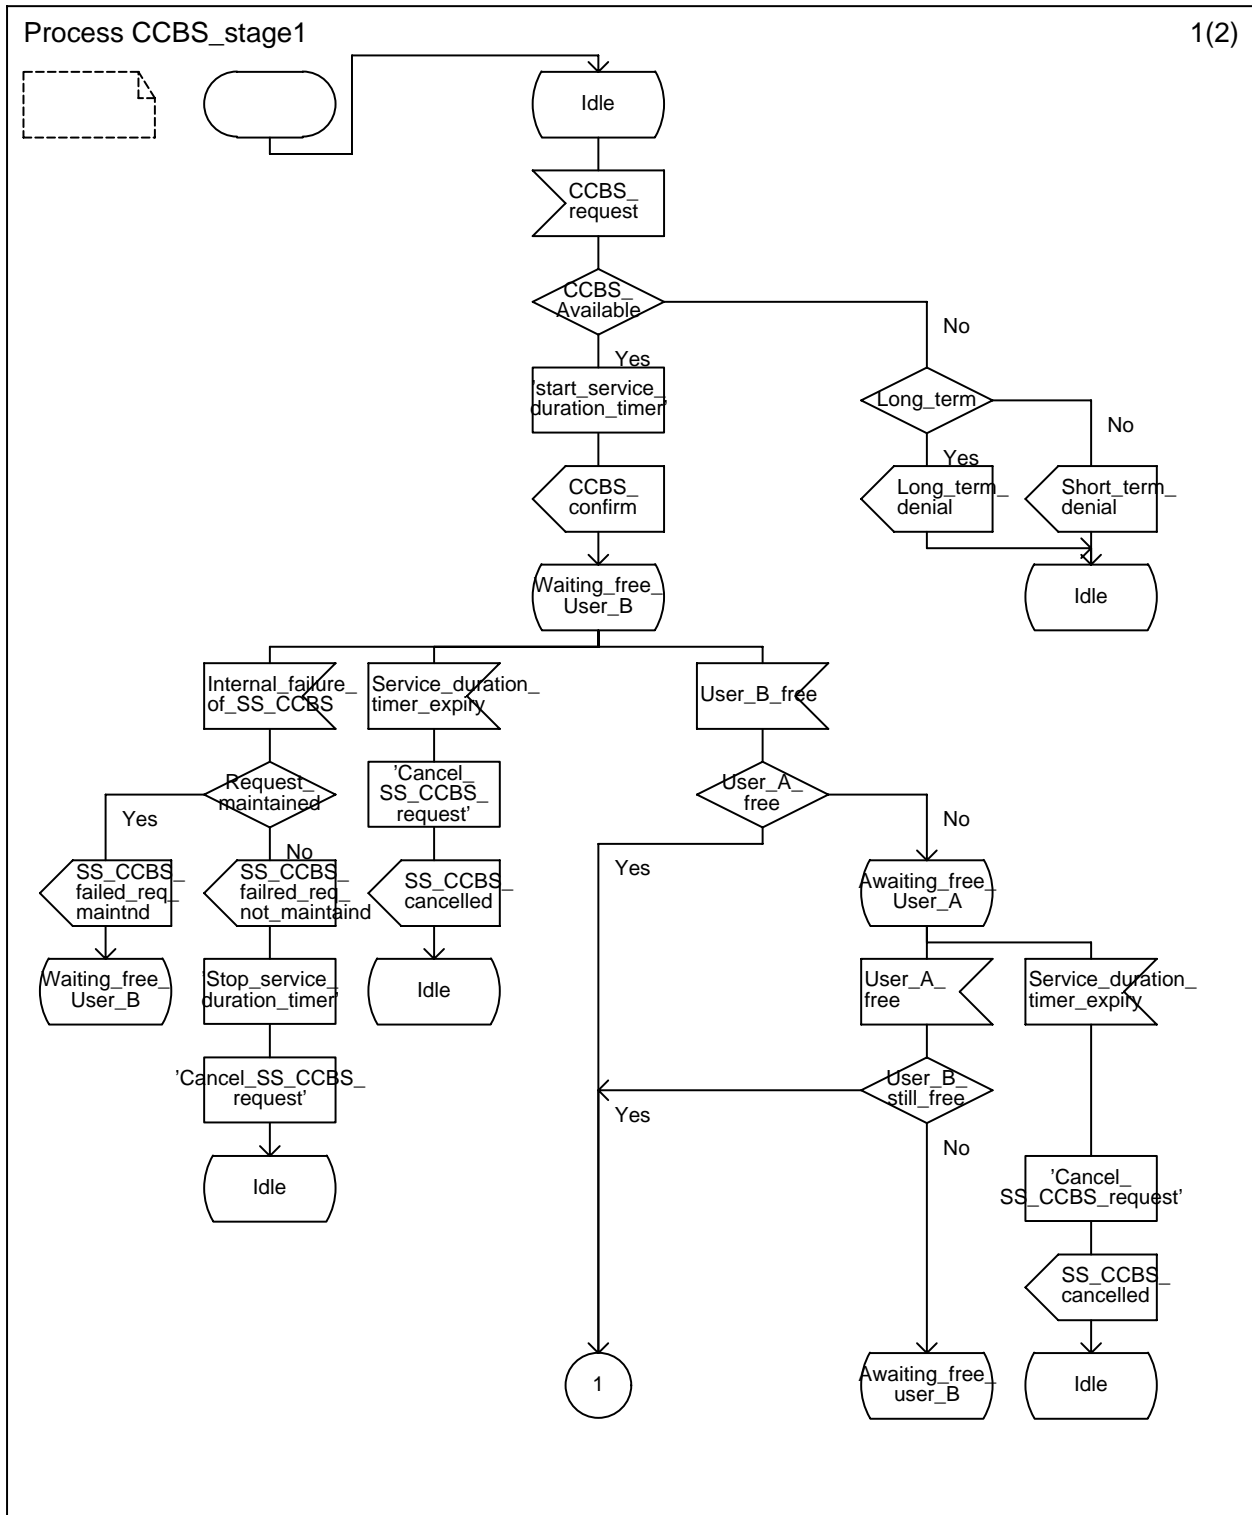 Process CCBS_stage1
1(2)
Idle
CCBS_
request
CCBS_
Available
No
Yes
'start_service_
duration_timer'
Long_term
No
Yes
CCBS_
confirm
Long_term_
denial
Short_term_
denial
Waiting_free_
User_B
Idle
Internal_failure_
of_SS_CCBS
Service_duration_
timer_expiry
User_B_free
Request_
maintained
'Cancel_
SS_CCBS_
request'
User_A_
free
Yes
No
No
Yes
SS_CCBS_
failed_req_
maintnd
SS_CCBS_
failred_req_
not_maintaind
SS_CCBS_
cancelled
Awaiting_free_
User_A
Waiting_free_
User_B
'Stop_service_
duration_timer'
Idle
User_A_
free
Service_duration_
timer_expiry
'Cancel_SS_CCBS_
request'
User_B_
still_free
Yes
No
Idle
'Cancel_
SS_CCBS_request'
SS_CCBS_
cancelled
1
Awaiting_free_
user_B
Idle